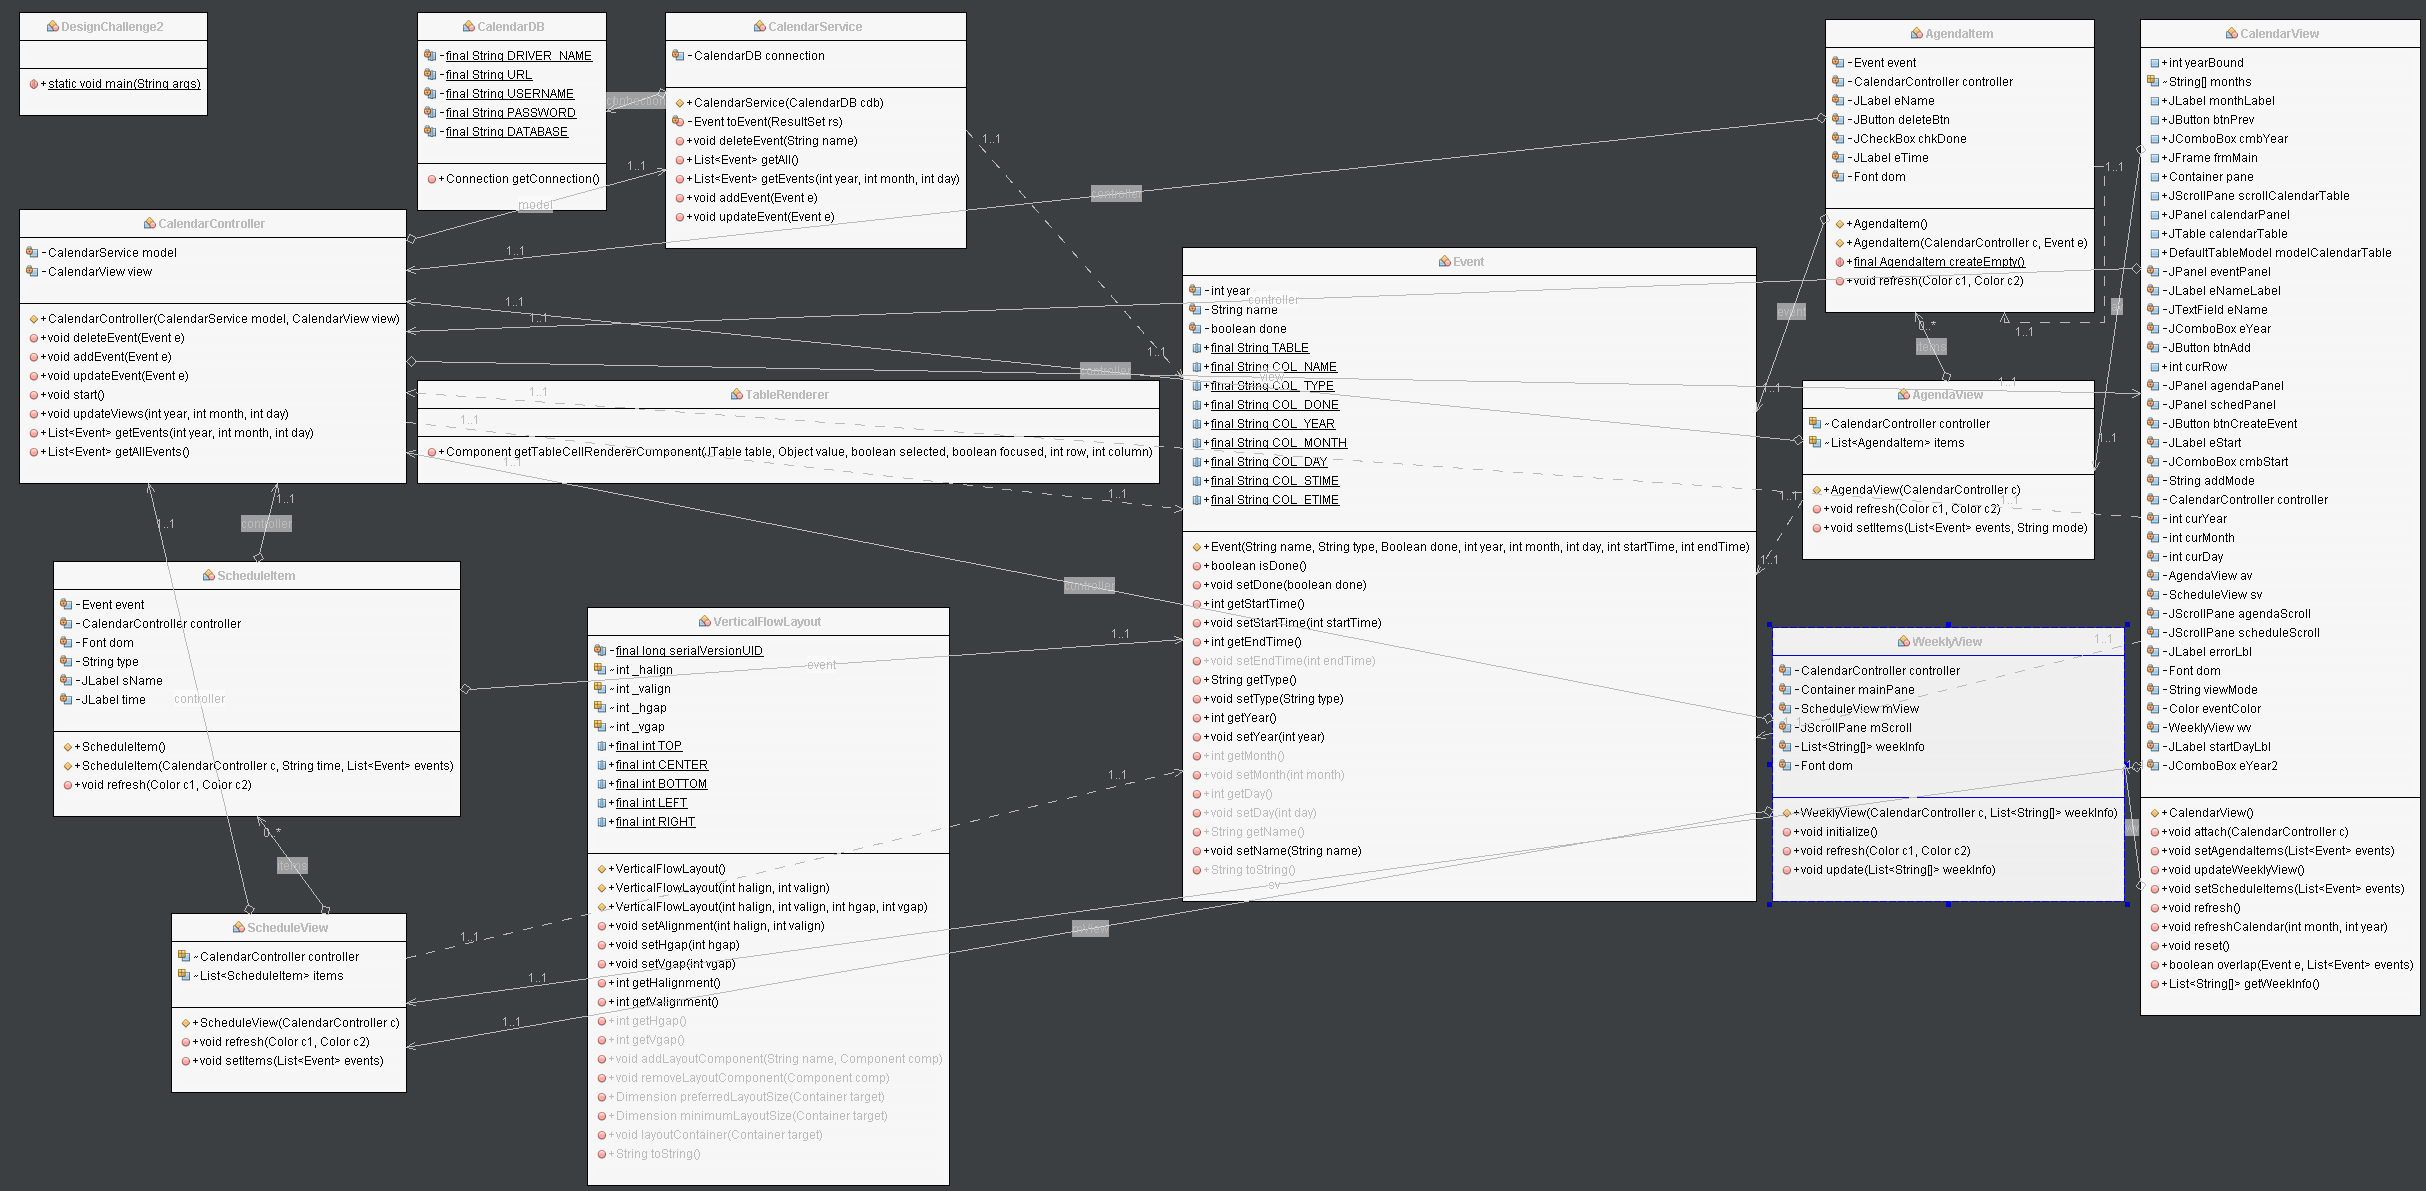 DesignChallenge2
+static void main(String args)
CalendarDB
-final String DRIVER_NAME
-final String URL
-final String USERNAME
-final String PASSWORD
-final String DATABASE
+Connection getConnection()
CalendarService
-CalendarDB connection
+CalendarService(CalendarDB cdb)
-Event toEvent(ResultSet rs)
+void deleteEvent(String name)
+List<Event> getAll()
+List<Event> getEvents(int year, int month, int day)
+void addEvent(Event e)
+void updateEvent(Event e)
connection
1..1
model
CalendarController
-CalendarService model
-CalendarView view
+CalendarController(CalendarService model, CalendarView view)
+void deleteEvent(Event e)
+void addEvent(Event e)
+void updateEvent(Event e)
+void start()
+void updateViews(int year, int month, int day)
+List<Event> getEvents(int year, int month, int day)
+List<Event> getAllEvents()
1..1
1..1
1..1
1..1
1..1
1..1
1..1
1..1
1..1
controller
controller
TableRenderer
+Component getTableCellRendererComponent(JTable table, Object value, boolean selected, boolean focused, int row, int column)
1..1
Event
-int year
-String name
-boolean done
+final String TABLE
+final String COL_NAME
+final String COL_TYPE
+final String COL_DONE
+final String COL_YEAR
+final String COL_MONTH
+final String COL_DAY
+final String COL_STIME
+final String COL_ETIME
+Event(String name, String type, Boolean done, int year, int month, int day, int startTime, int endTime)
+boolean isDone()
+void setDone(boolean done)
+int getStartTime()
+void setStartTime(int startTime)
+int getEndTime()
+void setEndTime(int endTime)
+String getType()
+void setType(String type)
+int getYear()
+void setYear(int year)
+int getMonth()
+void setMonth(int month)
+int getDay()
+void setDay(int day)
+String getName()
+void setName(String name)
+String toString()
controller
view
sv
AgendaItem
-Event event
-CalendarController controller
-JLabel eName
-JButton deleteBtn
-JCheckBox chkDone
-JLabel eTime
-Font dom
+AgendaItem()
+AgendaItem(CalendarController c, Event e)
+final AgendaItem createEmpty()
+void refresh(Color c1, Color c2)
1..1
1..1
event
0..*
items
1..1
1..1
1..1
AgendaView
~CalendarController controller
~List<AgendaItem> items
+AgendaView(CalendarController c)
+void refresh(Color c1, Color c2)
+void setItems(List<Event> events, String mode)
1..1
1..1
1..1
CalendarView
+int yearBound
~String[] months
+JLabel monthLabel
+JButton btnPrev
+JComboBox cmbYear
+JFrame frmMain
+Container pane
+JScrollPane scrollCalendarTable
+JPanel calendarPanel
+JTable calendarTable
+DefaultTableModel modelCalendarTable
-JPanel eventPanel
-JLabel eNameLabel
-JTextField eName
-JComboBox eYear
-JButton btnAdd
+int curRow
-JPanel agendaPanel
-JPanel schedPanel
-JButton btnCreateEvent
-JLabel eStart
-JComboBox cmbStart
-String addMode
-CalendarController controller
-int curYear
-int curMonth
-int curDay
-AgendaView av
-ScheduleView sv
-JScrollPane agendaScroll
-JScrollPane scheduleScroll
-JLabel errorLbl
-Font dom
-String viewMode
-Color eventColor
-WeeklyView wv
-JLabel startDayLbl
-JComboBox eYear2
+CalendarView()
+void attach(CalendarController c)
+void setAgendaItems(List<Event> events)
+void updateWeeklyView()
+void setScheduleItems(List<Event> events)
+void refresh()
+void refreshCalendar(int month, int year)
+void reset()
+boolean overlap(Event e, List<Event> events)
+List<String[]> getWeekInfo()
WeeklyView
-CalendarController controller
-Container mainPane
-ScheduleView mView
-JScrollPane mScroll
-List<String[]> weekInfo
-Font dom
+WeeklyView(CalendarController c, List<String[]> weekInfo)
+void initialize()
+void refresh(Color c1, Color c2)
+void update(List<String[]> weekInfo)
1..1
1..1
1..1
controller
controller
ScheduleItem
-Event event
-CalendarController controller
-Font dom
-String type
-JLabel sName
-JLabel time
+ScheduleItem()
+ScheduleItem(CalendarController c, String time, List<Event> events)
+void refresh(Color c1, Color c2)
controller
0..*
items
ScheduleView
~CalendarController controller
~List<ScheduleItem> items
+ScheduleView(CalendarController c)
+void refresh(Color c1, Color c2)
+void setItems(List<Event> events)
1..1
1..1
1..1
VerticalFlowLayout
-final long serialVersionUID
~int _halign
~int _valign
~int _hgap
~int _vgap
+final int TOP
+final int CENTER
+final int BOTTOM
+final int LEFT
+final int RIGHT
+VerticalFlowLayout()
+VerticalFlowLayout(int halign, int valign)
+VerticalFlowLayout(int halign, int valign, int hgap, int vgap)
+void setAlignment(int halign, int valign)
+void setHgap(int hgap)
+void setVgap(int vgap)
+int getHalignment()
+int getValignment()
+int getHgap()
+int getVgap()
+void addLayoutComponent(String name, Component comp)
+void removeLayoutComponent(Component comp)
+Dimension preferredLayoutSize(Container target)
+Dimension minimumLayoutSize(Container target)
+void layoutContainer(Container target)
+String toString()
event
1..1
1..1
mView